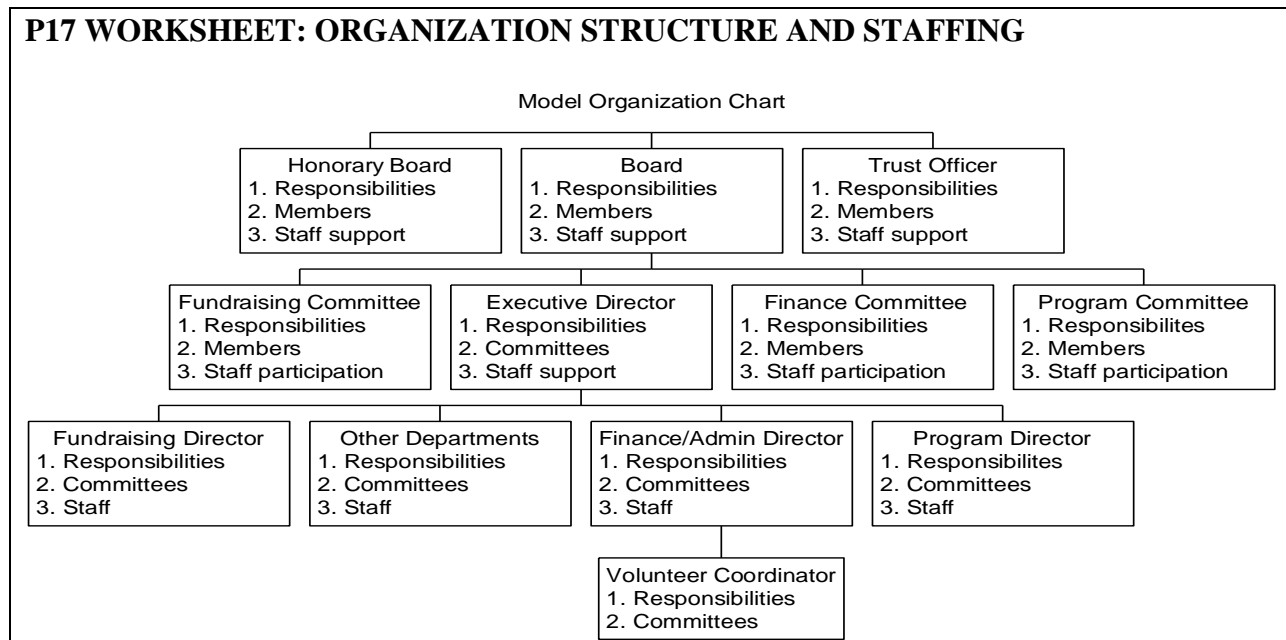 P17 WORKSHEET: ORGANIZATION STRUCTURE AND STAFFING
Model Organization Chart
Honorary Board
1. Responsibilities
2. Members
3. Staff support
Board
1. Responsibilities
2. Members
3. Staff support
Trust Officer
1. Responsibilities
2. Members
3. Staff support
Fundraising Committee
1. Responsibilities
2. Members
3. Staff participation
Executive Director
1. Responsibilities
2. Committees
3. Staff support
Finance Committee
1. Responsibilities
2. Members
3. Staff participation
Program Committee
1. Responsibilites
2. Members
3. Staff participation
Fundraising Director
1. Responsibilities
2. Committees
3. Staff
Other Departments
1. Responsibilities
2. Committees
3. Staff
Finance/Admin Director
1. Responsibilities
2. Committees
3. Staff
Program Director
1. Responsibilites
2. Committees
3. Staff
Volunteer Coordinator
1. Responsibilities
2. Committees